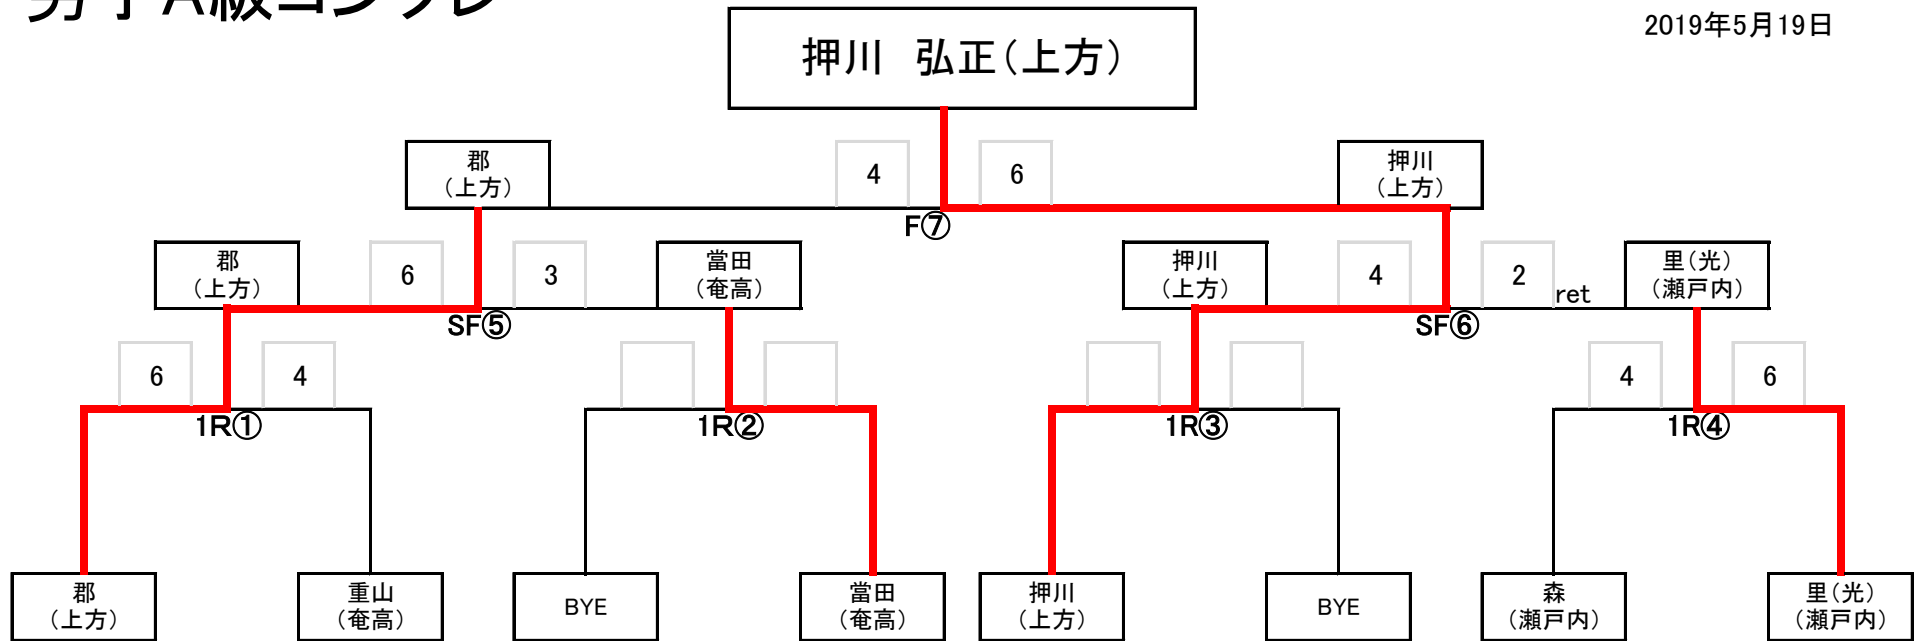 男子A級コンソレ
2019年5月19日
押川 弘正(上方)
郡
(上方)
4
6
押川
(上方)
F⑦
郡
(上方)
6
3
當田
(奄高)
押川
(上方)
4
2
ret
里(光)
(瀬戸内)
SF⑤
SF⑥
6
4
4
6
1R①
1R②
1R③
1R④
郡
(上方)
重山
(奄高)
BYE
當田
(奄高)
押川
(上方)
BYE
森
(瀬戸内)
里(光)
(瀬戸内)